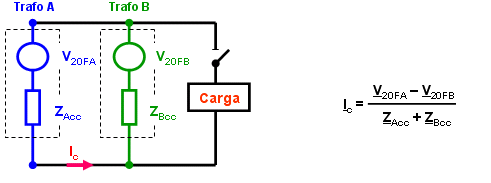 Trafo A
Trafo B
V20FA
V20FB
ZAcc
ZBcc
Carga
Ic
Ic = V20FA − V20FB / ZAcc + ZBcc